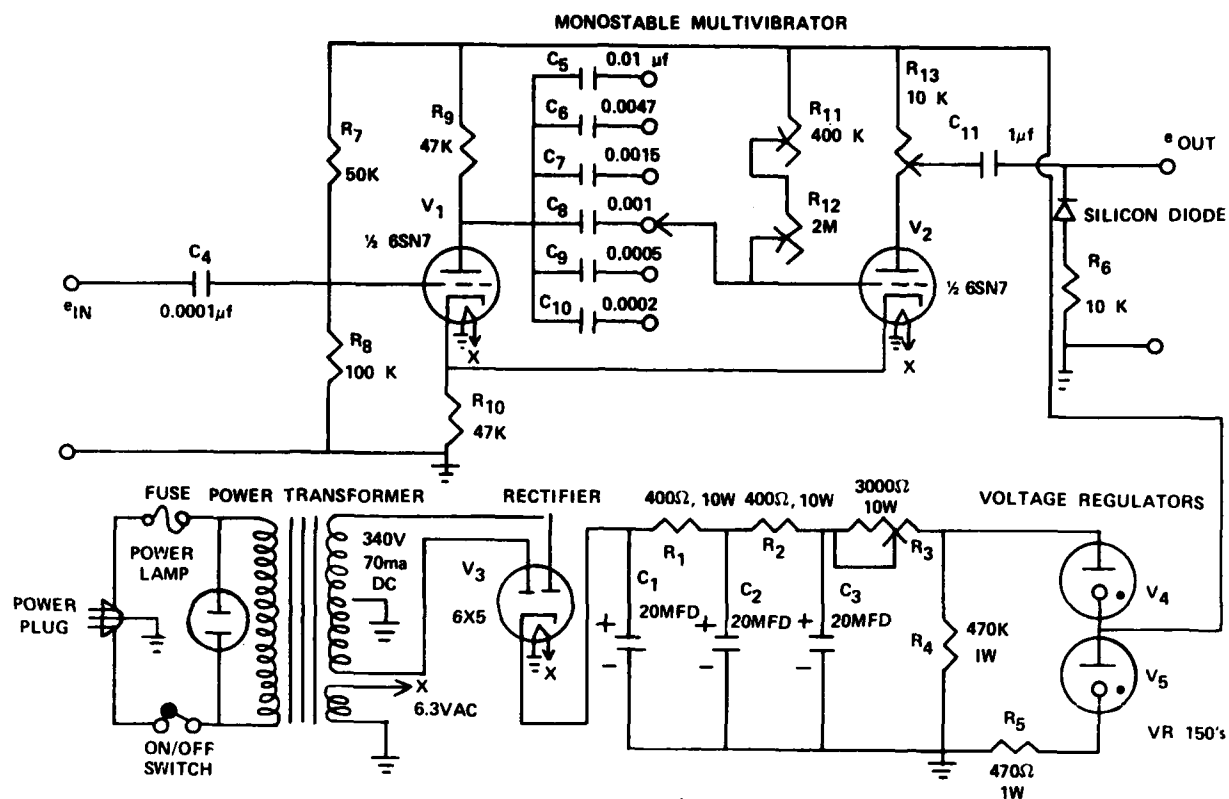 MONOSTABLE MULTIVIBRATOR
C5 0.01 µf
C6 0.0047
C7 0.0015
C8 0.001
C9 0.0005
C10 0.0002
R7
50K
R9
47K
V1
½ 6SN7
C4
0.0001µf
eIN
R8
100 K
X
R10
47K
R11
400 K
R12
2M
R13
10 K
C11
1µf
V2
½ 6SN7
X
eOUT
SILICON DIODE
R6
10 K
FUSE
POWER TRANSFORMER
RECTIFIER
VOLTAGE REGULATORS
POWER
LAMP
POWER
PLUG
ON/OFF
SWITCH
340V
70ma
DC
X
6.3VAC
V3
6X5
X
400Ω, 10W
R1
400Ω, 10W
R2
3000Ω
10W
R3
C1
20MFD
+
−
C2
20MFD
+
−
C3
20MFD
+
−
R4
470K
1W
V4
V5
VR 150's
R5
470Ω
1W